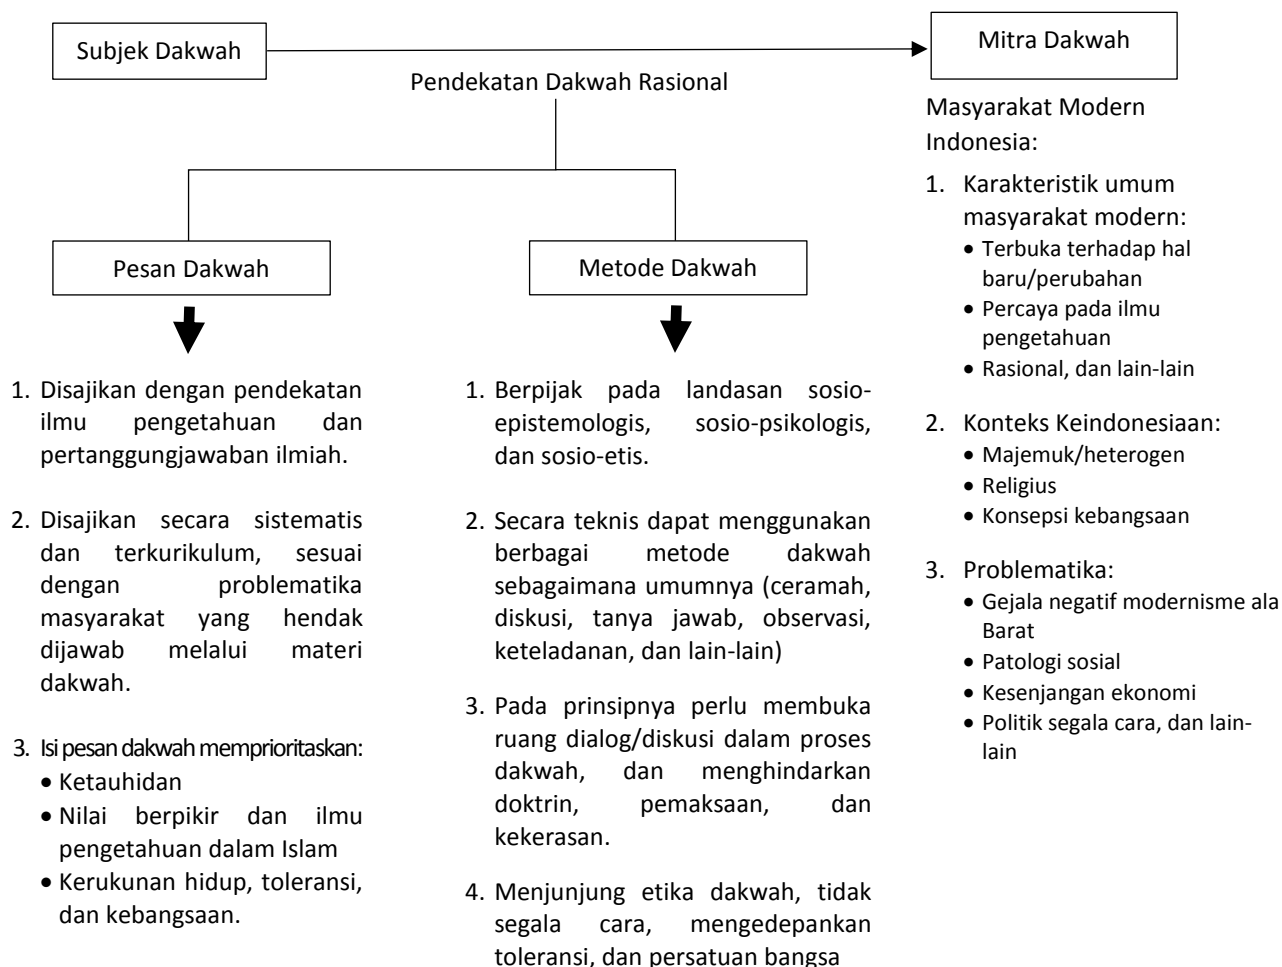 Subjek Dakwah
Mitra Dakwah
Pendekatan Dakwah Rasional
Pesan Dakwah
Metode Dakwah
1. Disajikan dengan pendekatan
ilmu pengetahuan dan
pertanggungjawaban ilmiah.
2. Disajikan secara sistematis
dan terkurikulum, sesuai
dengan problematika
masyarakat yang hendak
dijawab melalui materi
dakwah.
3. Isi pesan dakwah memprioritaskan:
• Ketauhidan
• Nilai berpikir dan ilmu
pengetahuan dalam Islam
• Kerukunan hidup, toleransi,
dan kebangsaan.
1. Berpijak pada landasan sosio-
epistemologis, sosio-psikologis,
dan sosio-etis.
2. Secara teknis dapat menggunakan
berbagai metode dakwah
sebagaimana umumnya (ceramah,
diskusi, tanya jawab, observasi,
keteladanan, dan lain-lain)
3. Pada prinsipnya perlu membuka
ruang dialog/diskusi dalam proses
dakwah, dan menghindarkan
doktrin, pemaksaan, dan
kekerasan.
4. Menjunjung etika dakwah, tidak
segala cara, mengedepankan
toleransi, dan persatuan bangsa
Masyarakat Modern
Indonesia:
1. Karakteristik umum
masyarakat modern:
• Terbuka terhadap hal
baru/perubahan
• Percaya pada ilmu
pengetahuan
• Rasional, dan lain-lain
2. Konteks Keindonesiaan:
• Majemuk/heterogen
• Religius
• Konsepsi kebangsaan
3. Problematika:
• Gejala negatif modernisme ala
Barat
• Patologi sosial
• Kesenjangan ekonomi
• Politik segala cara, dan lain-
lain